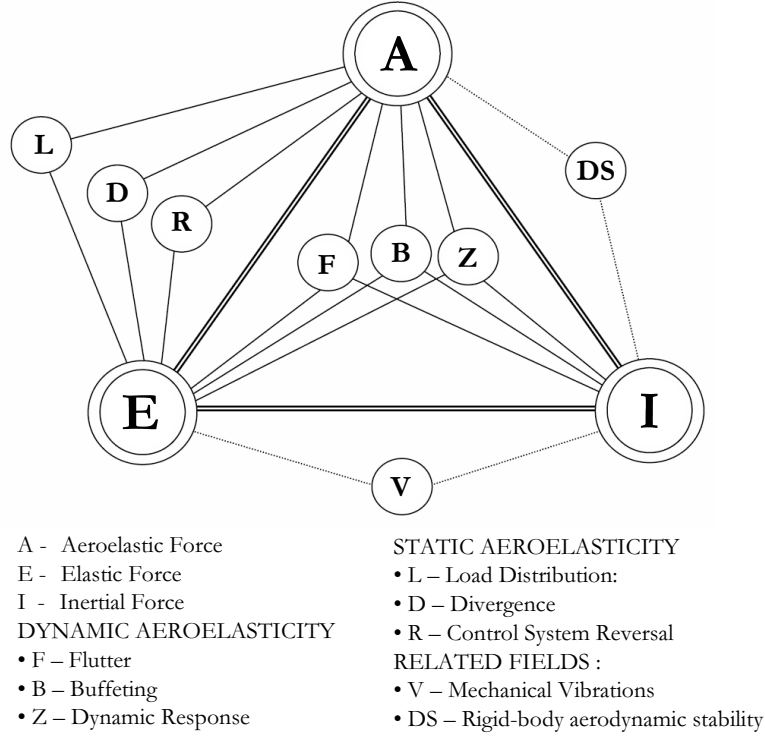 A
L
DS
D
R
F
B
Z
E
I
V
A - Aeroelastic Force
E - Elastic Force
I - Inertial Force
DYNAMIC AEROELASTICITY
• F – Flutter
• B – Buffeting
• Z – Dynamic Response
STATIC AEROELASTICITY
• L – Load Distribution:
• D – Divergence
• R – Control System Reversal
RELATED FIELDS :
• V – Mechanical Vibrations
• DS – Rigid-body aerodynamic stability